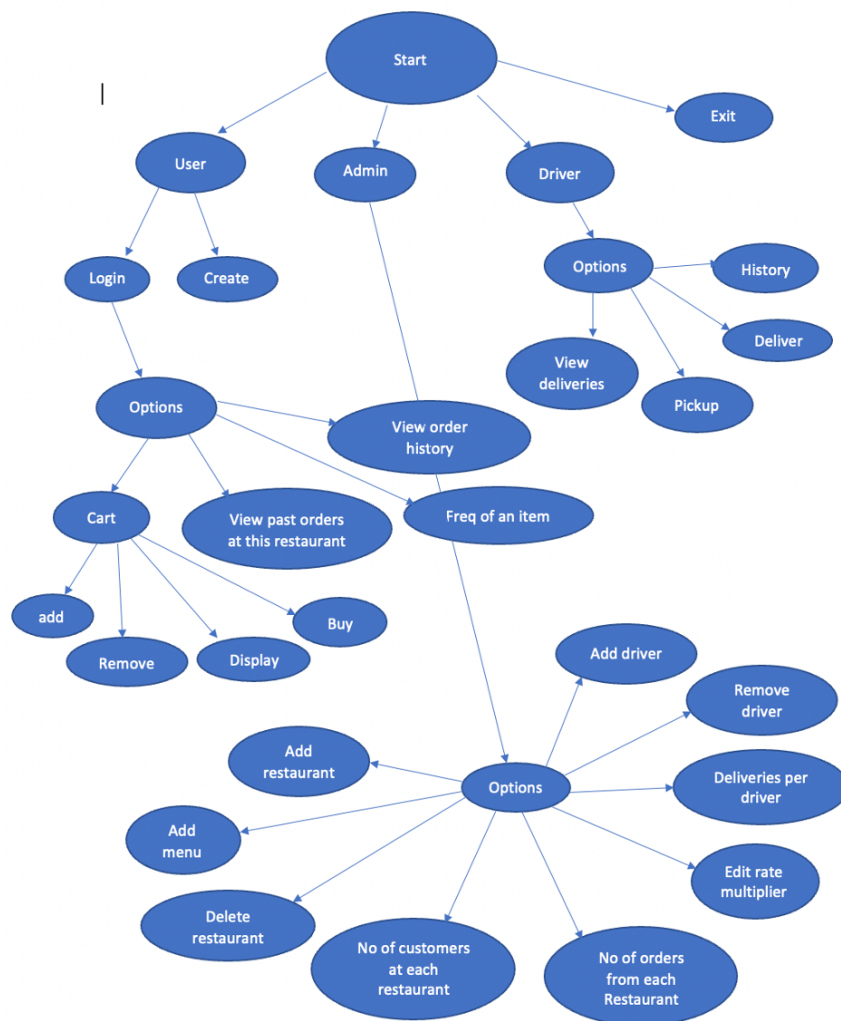 Start
Exit
User
Admin
Driver
Login
Create
Options
History
Deliver
View
deliveries
Pickup
Options
View order
history
Cart
View past orders
at this restaurant
Freq of an item
add
Remove
Display
Buy
Add driver
Remove
driver
Add
restaurant
Options
Deliveries per
driver
Add
menu
Edit rate
multiplier
Delete
restaurant
No of customers
at each
restaurant
No of orders
from each
Restaurant